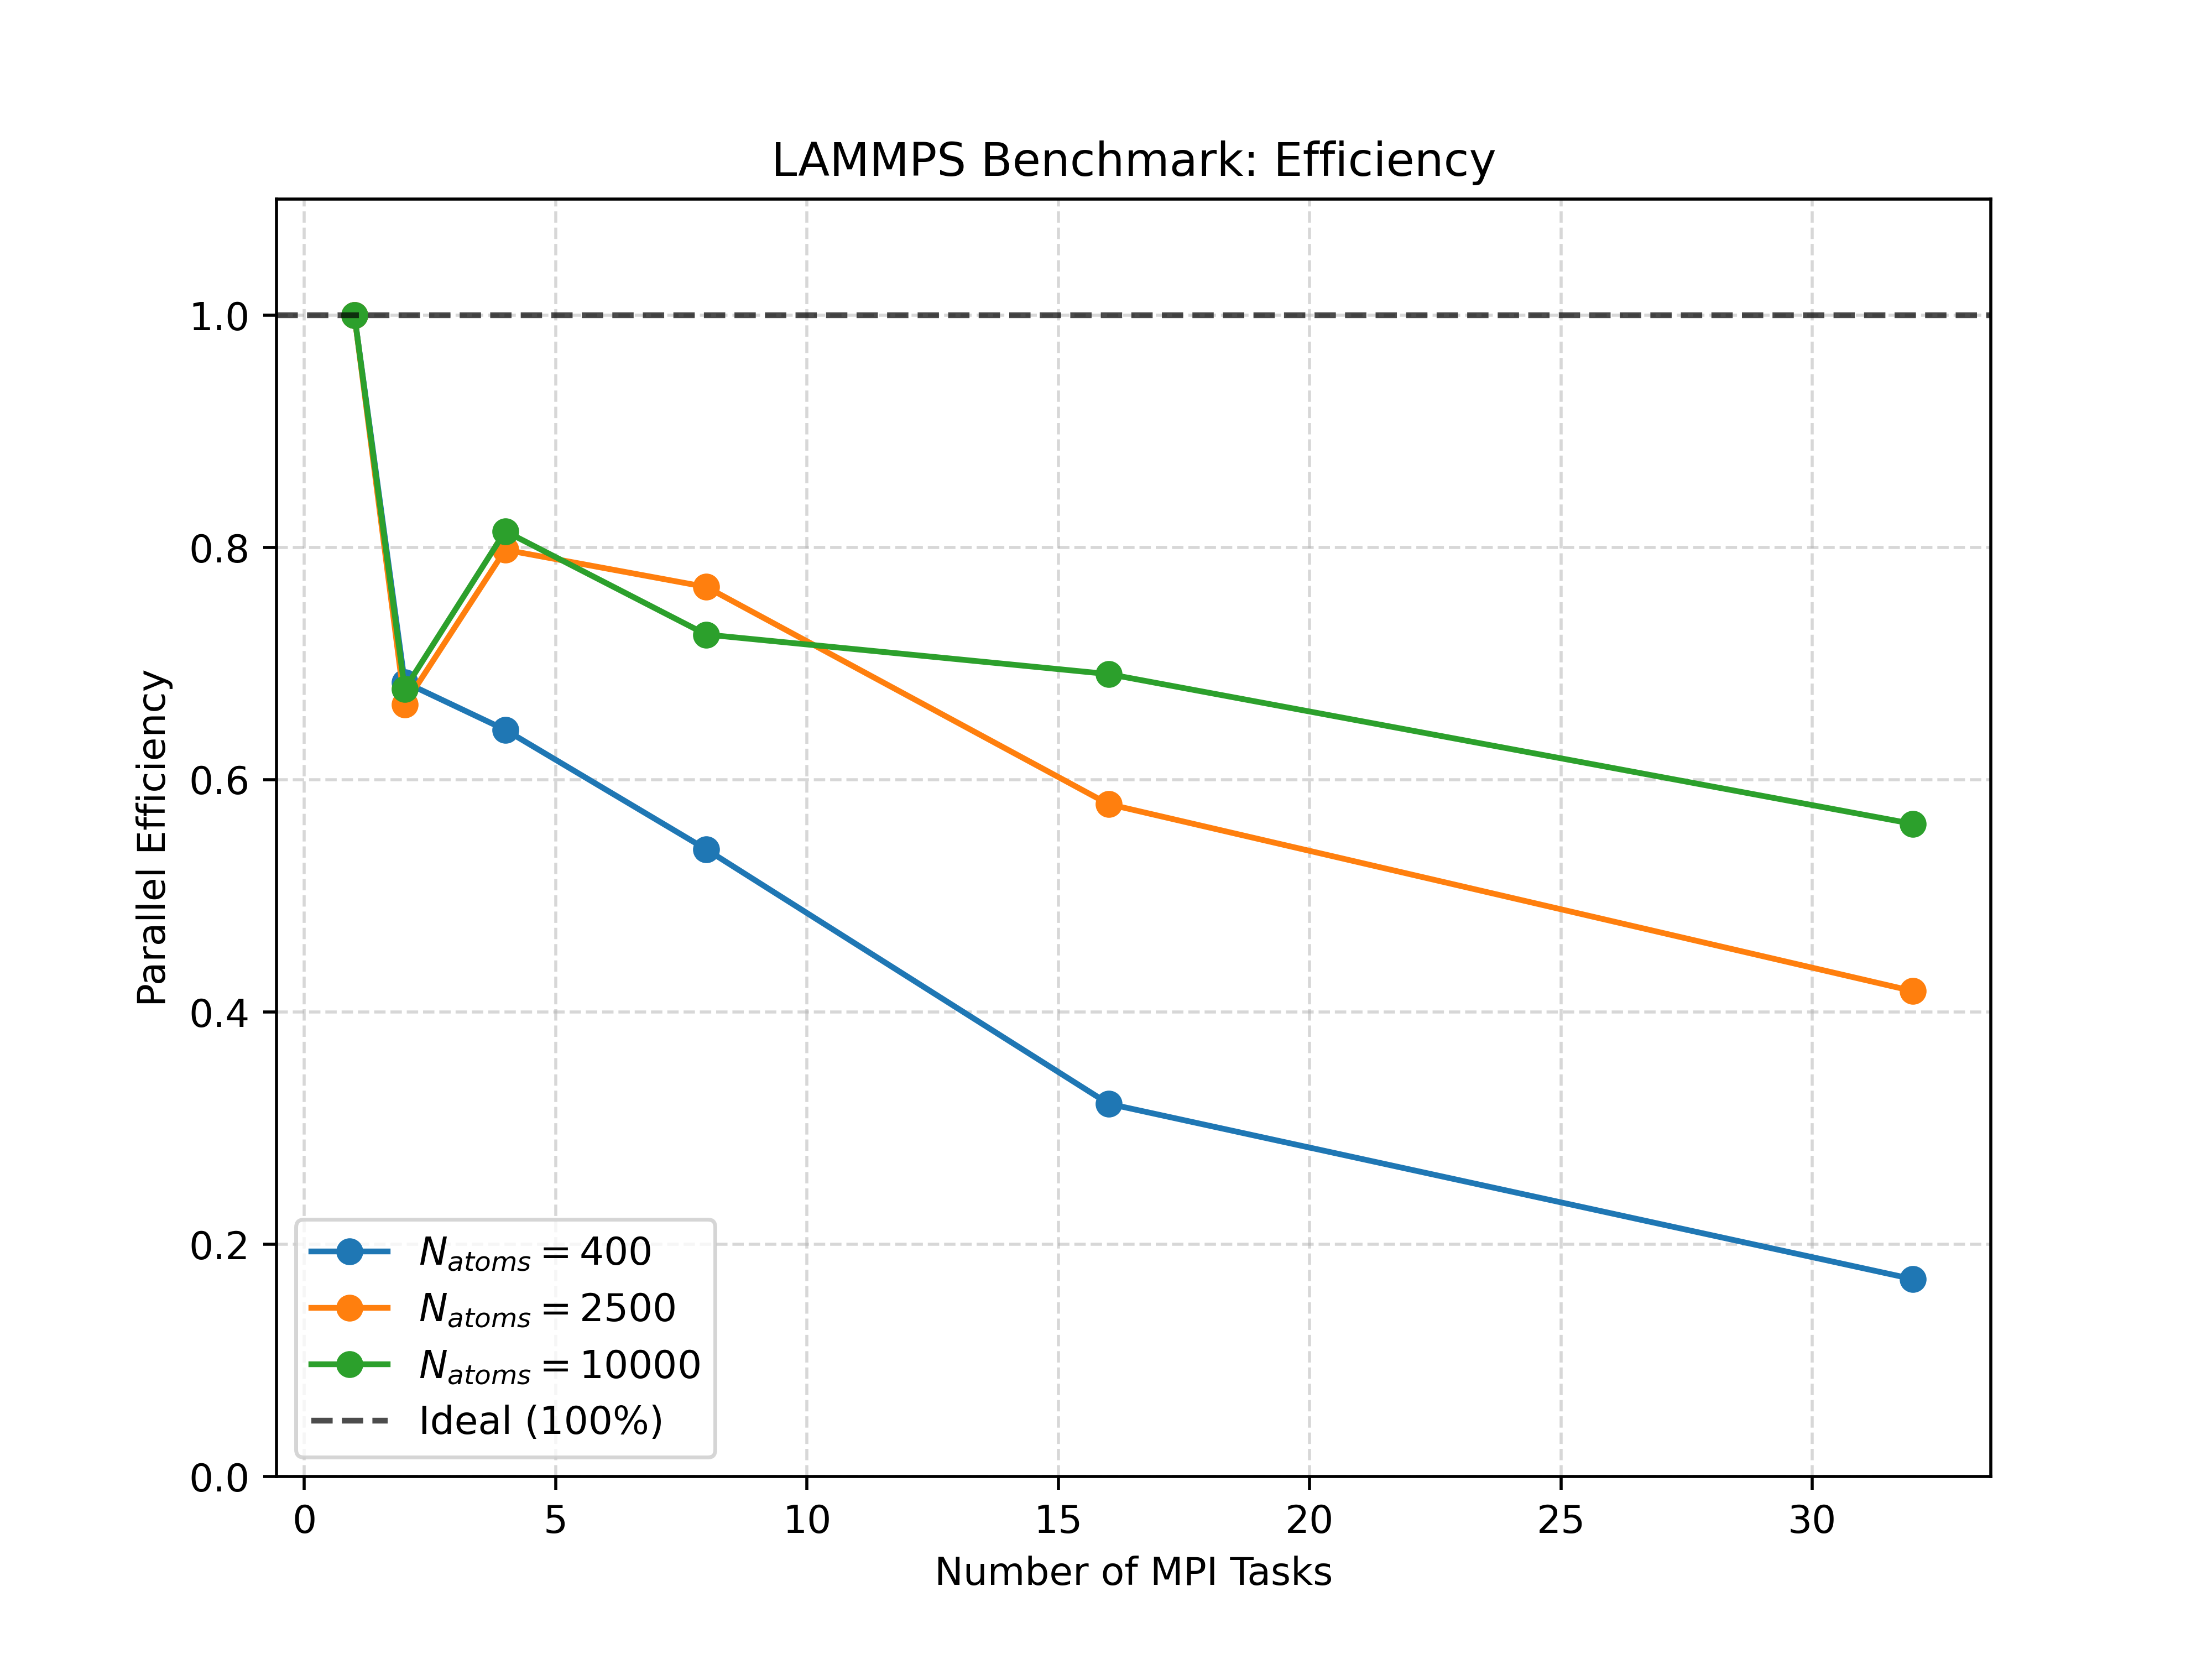 LAMMPS Benchmark: Efficiency
1.0
0.8
0.6
0.4
0.2
0.0
Parallel Efficiency
N_atoms = 400
N_atoms = 2500
N_atoms = 10000
Ideal (100%)
0 5 10 15 20 25 30
Number of MPI Tasks